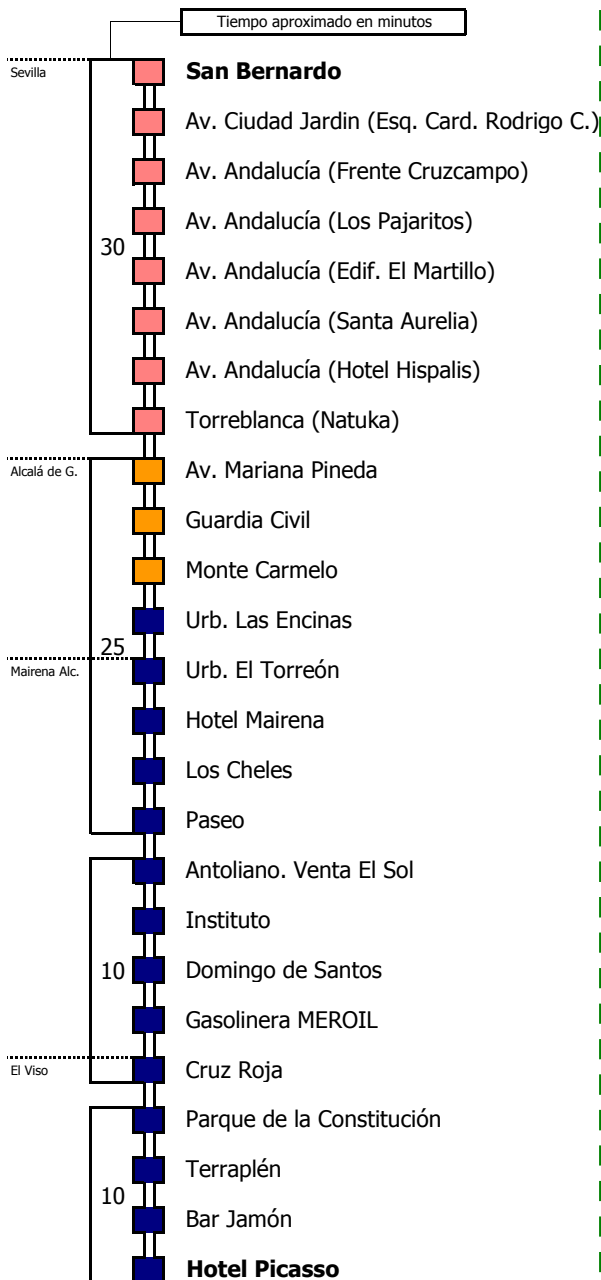 Tiempo aproximado en minutos
Sevilla
San Bernardo
Av. Ciudad Jardin (Esq. Card. Rodrigo C.)
Av. Andalucía (Frente Cruzcampo)
Av. Andalucía (Los Pajaritos)
30
Av. Andalucía (Edif. El Martillo)
Av. Andalucía (Santa Aurelia)
Av. Andalucía (Hotel Hispalis)
Torreblanca (Natuka)
Alcalá de G.
Av. Mariana Pineda
Guardia Civil
Monte Carmelo
Urb. Las Encinas
25
Mairena Alc.
Urb. El Torreón
Hotel Mairena
Los Cheles
Paseo
Antoliano. Venta El Sol
Instituto
10
Domingo de Santos
Gasolinera MEROIL
El Viso
Cruz Roja
Parque de la Constitución
Terraplén
10
Bar Jamón
Hotel Picasso